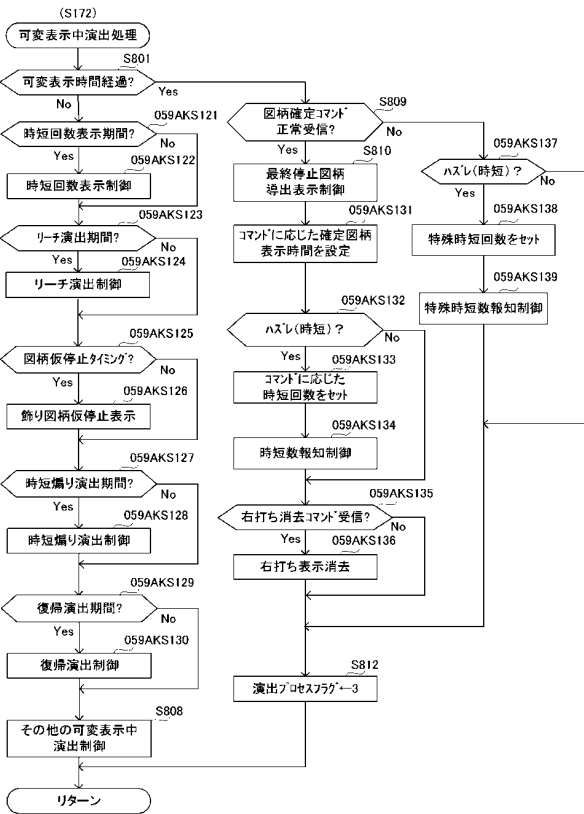 (S172)
可変表示中演出処理
S801
可変表示時間経過?
Yes
No
059AKS121
時短回数表示期間?
No
Yes
059AKS122
時短回数表示制御
059AKS123
リーチ演出期間?
No
Yes
059AKS124
リーチ演出制御
059AKS125
図柄仮停止タイミング?
Yes
No
059AKS126
飾り図柄仮停止表示
059AKS127
時短煽り演出期間?
Yes
No
059AKS128
時短煽り演出制御
059AKS129
復帰演出期間?
No
Yes
059AKS130
復帰演出制御
S808
その他の可変表示中
演出制御
リターン
S809
図柄確定コマンド
正常受信?
No
Yes
S810
最終停止図柄
導出表示制御
059AKS131
コマンドに応じた確定図柄
表示時間を設定
059AKS132
ハズレ(時短)?
Yes
No
059AKS133
コマンドに応じた
時短回数をセット
059AKS134
時短数報知制御
059AKS135
右打ち消去コマンド受信?
No
Yes
059AKS136
右打ち表示消去
S812
演出プロセスフラグ←3
059AKS137
ハズレ(時短)?
No
Yes
059AKS138
特殊時短回数をセット
059AKS139
特殊時短数報知制御